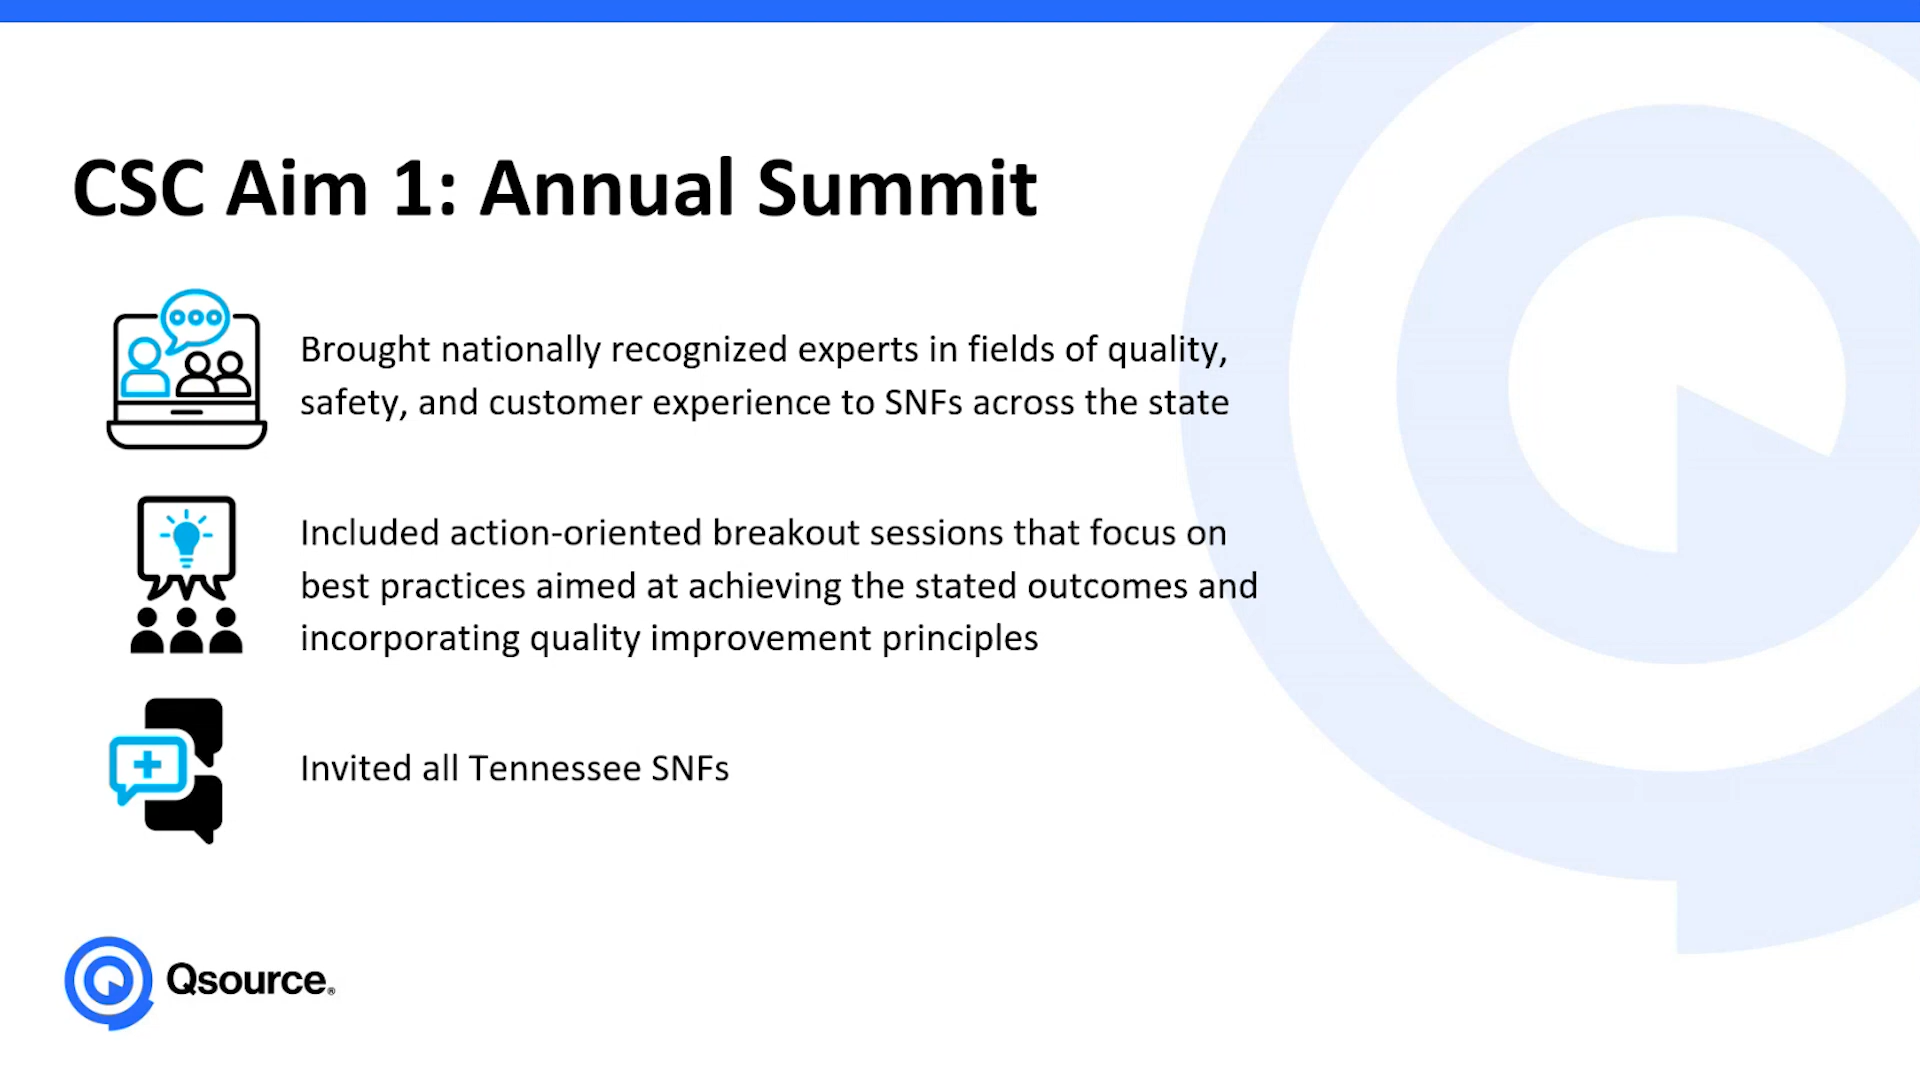 CSC Aim 1: Annual Summit
Brought nationally recognized experts in fields of quality,
safety, and customer experience to SNFs across the state
Included action-oriented breakout sessions that focus on
best practices aimed at achieving the stated outcomes and
incorporating quality improvement principles
Invited all Tennessee SNFs
Qsource®